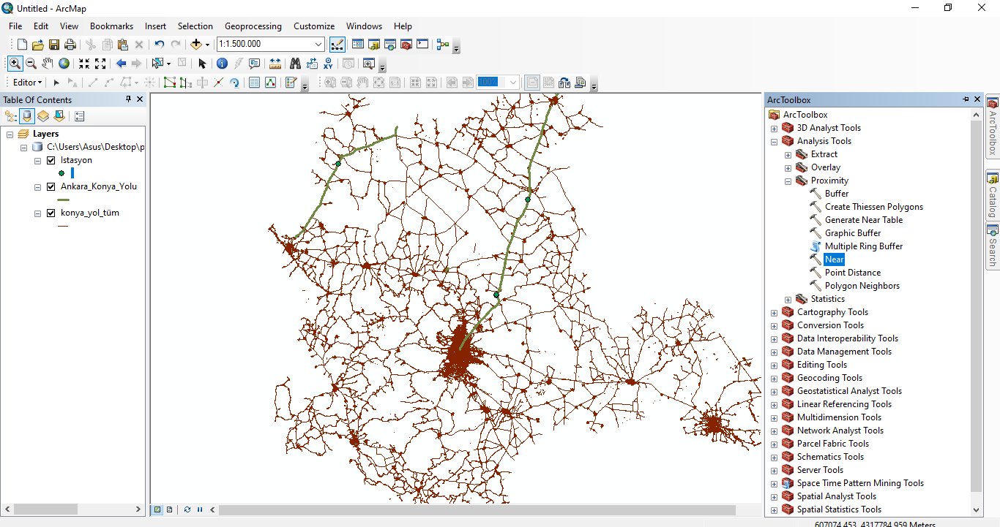 Untitled - ArcMap
File Edit View Bookmarks Insert Selection Geoprocessing Customize Windows Help
1:1.500.000
Editor
100%
Table Of Contents
Layers
C:\Users\Asus\Desktop\p
Istasyon
Ankara_Konya_Yolu
konya_yol_tüm
ArcToolbox
ArcToolbox
3D Analyst Tools
Analysis Tools
Extract
Overlay
Proximity
Buffer
Create Thiessen Polygons
Generate Near Table
Graphic Buffer
Multiple Ring Buffer
Near
Point Distance
Polygon Neighbors
Statistics
Cartography Tools
Conversion Tools
Data Interoperability Tools
Data Management Tools
Editing Tools
Geocoding Tools
Geostatistical Analyst Tools
Linear Referencing Tools
Multidimension Tools
Network Analyst Tools
Parcel Fabric Tools
Schematics Tools
Server Tools
Space Time Pattern Mining Tools
Spatial Analyst Tools
Spatial Statistics Tools
ArcToolbox
Catalog
Search
607074,453 4317784,959 Meters